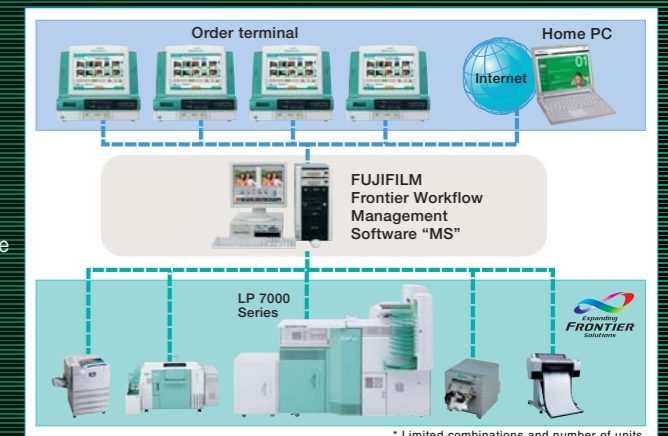 Order terminal
Home PC
Internet
01
FUJIFILM
Frontier Workflow
Management
Software “MS”
e
LP 7000
Series
Expanding
FRONTIER
Solutions
* Limited combinations and number of units